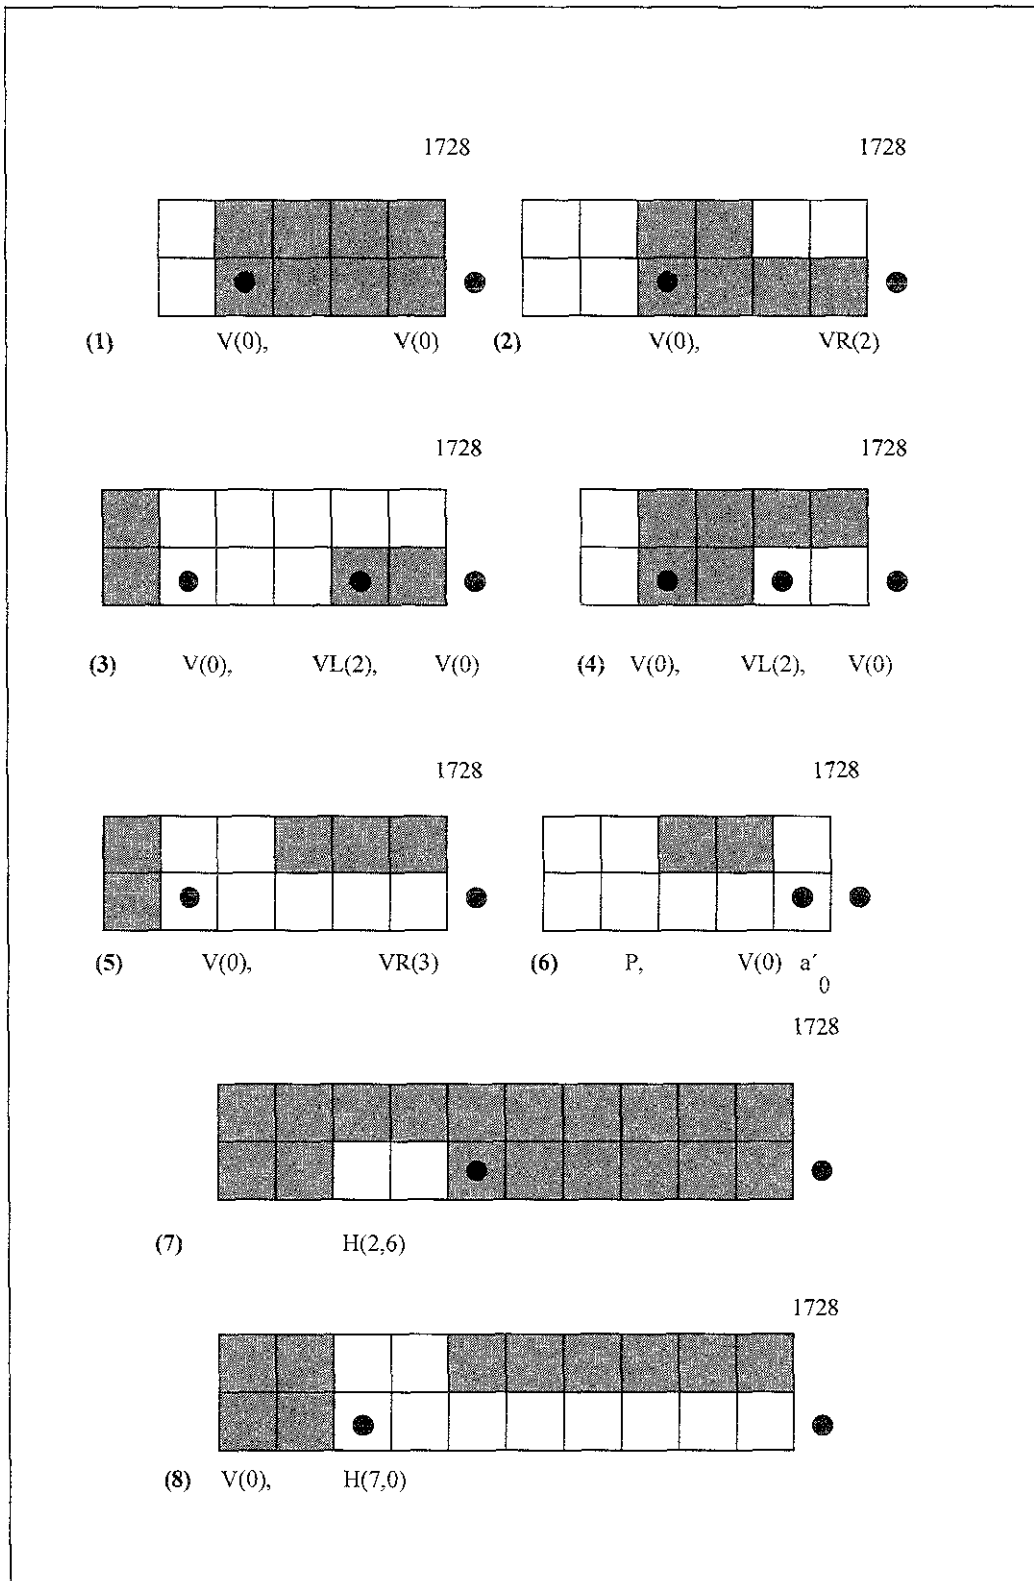 1728 1728
(1) V(0), V(0) (2) V(0), VR(2)
1728 1728
(3) V(0), VL(2), V(0) (4) V(0), VL(2), V(0)
1728 1728
(5) V(0), VR(3) (6) P, V(0) a´
0
1728
(7) H(2,6)
1728
(8) V(0), H(7,0)